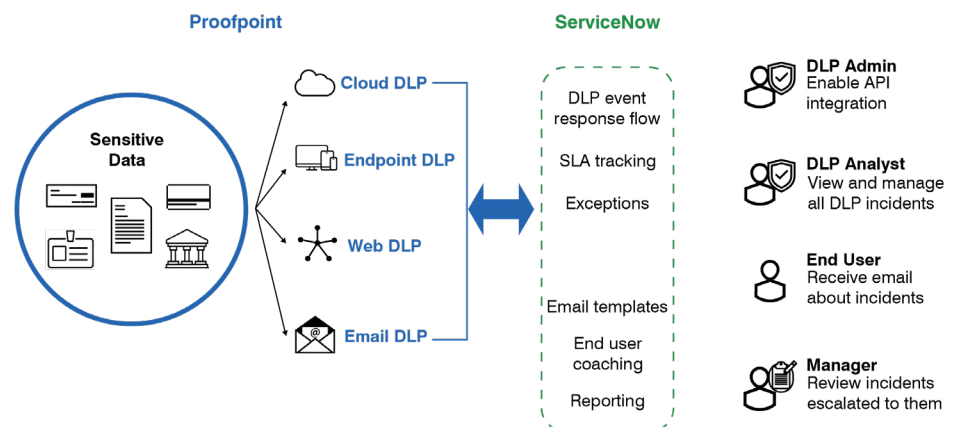 Proofpoint
ServiceNow
Sensitive
Data
Cloud DLP
Endpoint DLP
Web DLP
@
Email DLP
DLP event
response flow
SLA tracking
Exceptions
Email templates
End user
coaching
Reporting
DLP Admin
Enable API
integration
DLP Analyst
View and manage
all DLP incidents
End User
Receive email
about incidents
Manager
Review incidents
escalated to them